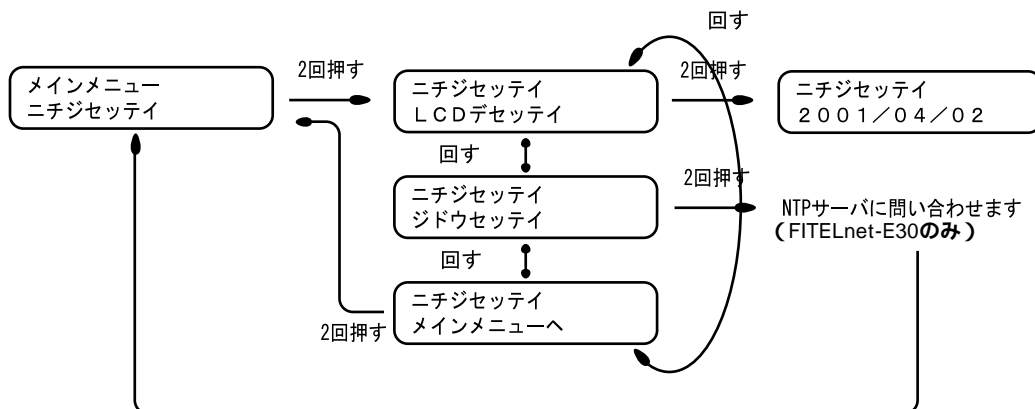 回す
メインメニュー
ニチジセッテイ
2回押す
ニチジセッテイ
ＬＣＤデセッテイ
2回押す
ニチジセッテイ
２００１／０４／０２
回す
ニチジセッテイ
ジドウセッテイ
2回押す
NTPサーバに問い合わせます
（FITELnet-E30のみ）
回す
ニチジセッテイ
メインメニューヘ
2回押す